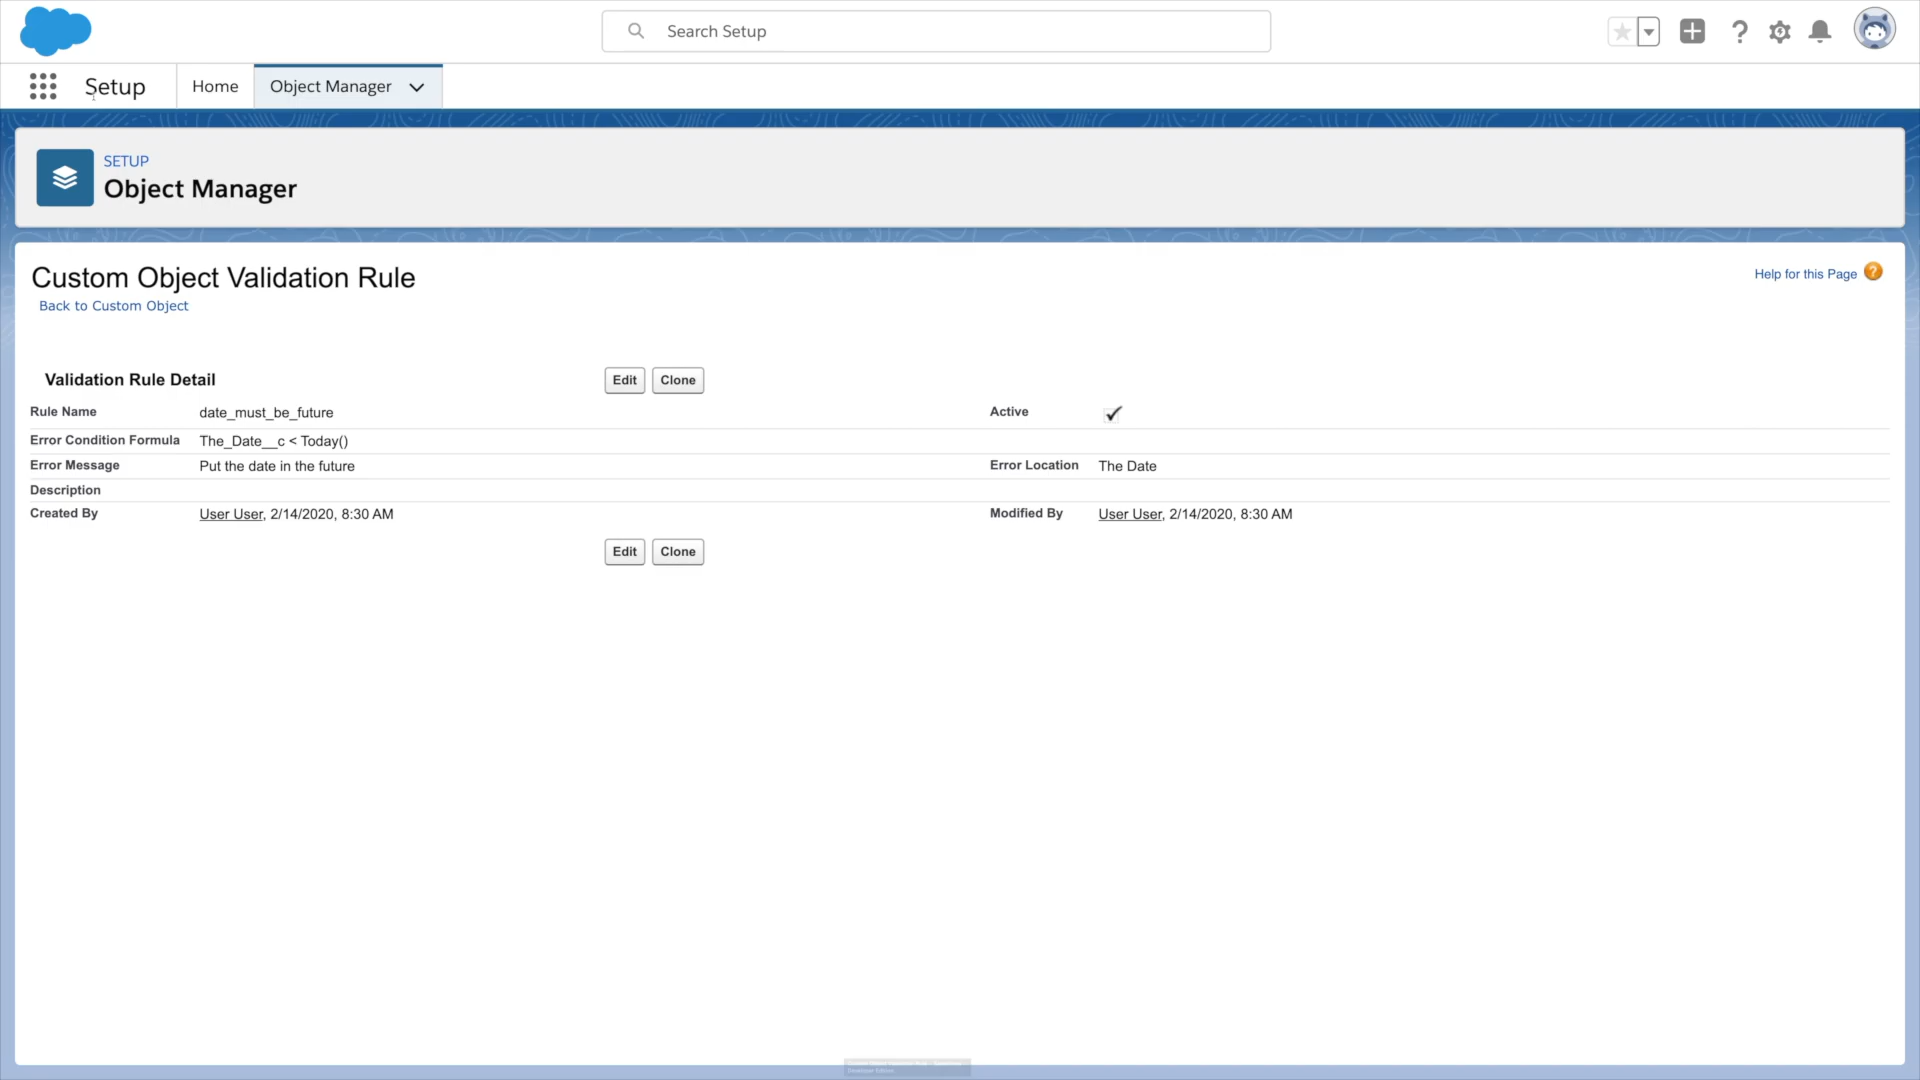 Search Setup
Setup
Home
Object Manager
SETUP
Object Manager
Custom Object Validation Rule
Help for this Page
Back to Custom Object
Validation Rule Detail
Edit
Clone
Rule Name date_must_be_future
Active
Error Condition Formula The_Date__c < Today()
Error Message Put the date in the future
Error Location The Date
Description
Created By User User, 2/14/2020, 8:30 AM
Modified By User User, 2/14/2020, 8:30 AM
Edit
Clone